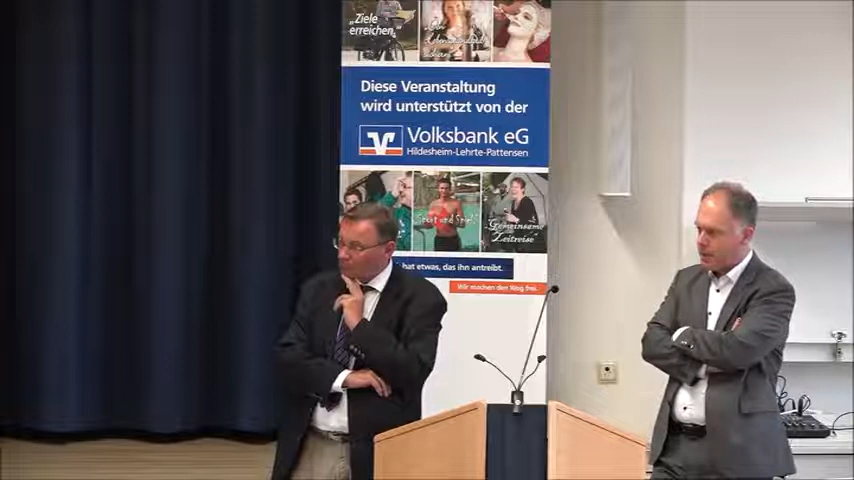 „Ziele
erreichen“
Diese Veranstaltung
wird unterstützt von der
Volksbank eG
Hildesheim-Lehrte-Pattensen
Sport und Spiel
„Gemeinsame
Zeitreise“
hat etwas, das ihn antreibt.
Wir machen den Weg frei.